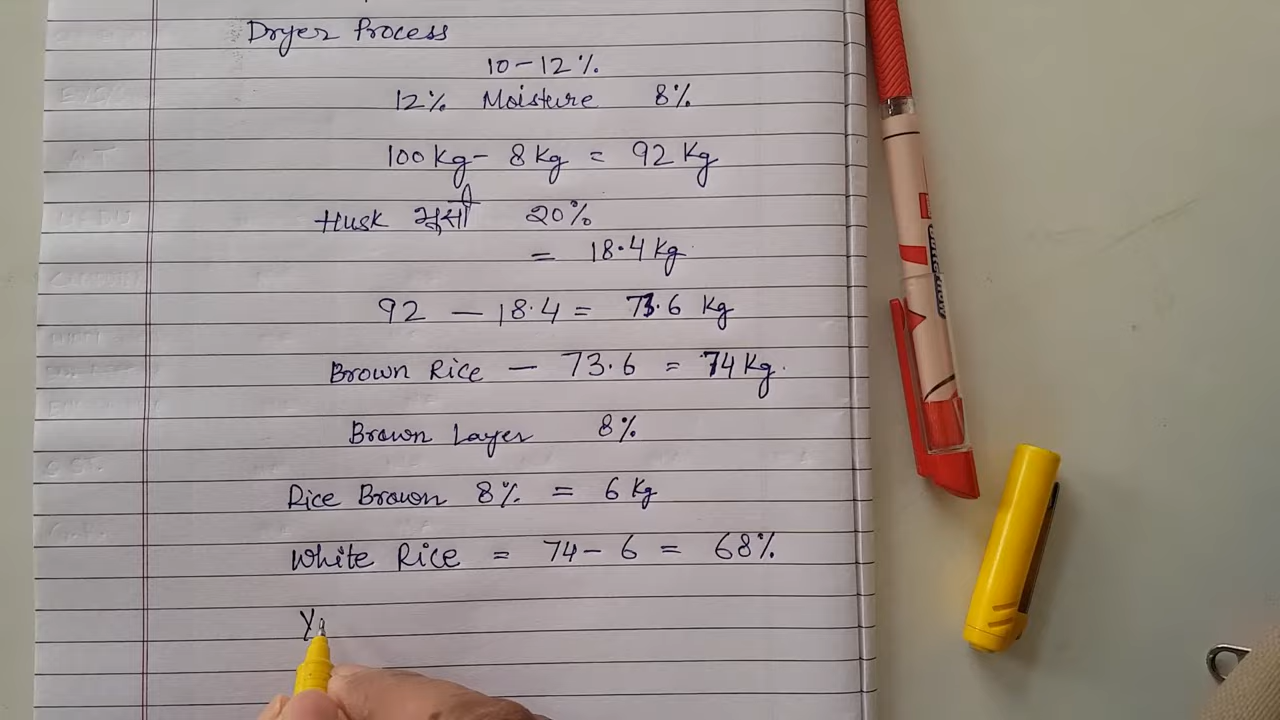 Dryer Process
10-12%
12% Moisture 8%
100 Kg - 8 Kg = 92 Kg
Husk भूसी 20%
= 18.4 Kg
92 — 18.4 = 73.6 Kg
Brown Rice — 73.6 = 74 Kg.
Brown Layer 8%
Rice Brown 8% = 6 Kg
White Rice = 74 - 6 = 68%